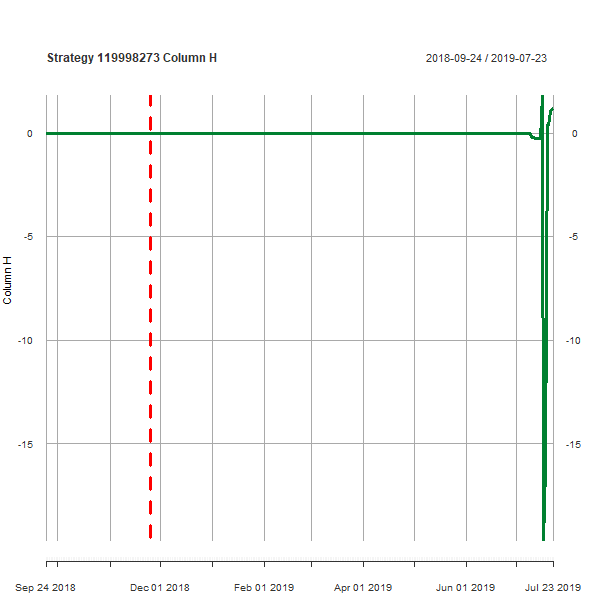 Strategy 119998273 Column H
2018-09-24 / 2019-07-23
0
0
-5
-5
Column H
-10
-10
-15
-15
Sep 24 2018
Dec 01 2018
Feb 01 2019
Apr 01 2019
Jun 01 2019
Jul 23 2019